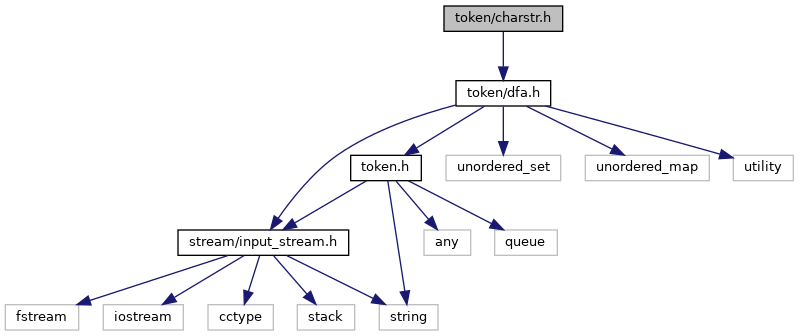 token/charstr.h
token/dfa.h
token.h
unordered_set
unordered_map
utility
stream/input_stream.h
any
queue
fstream
iostream
cctype
stack
string